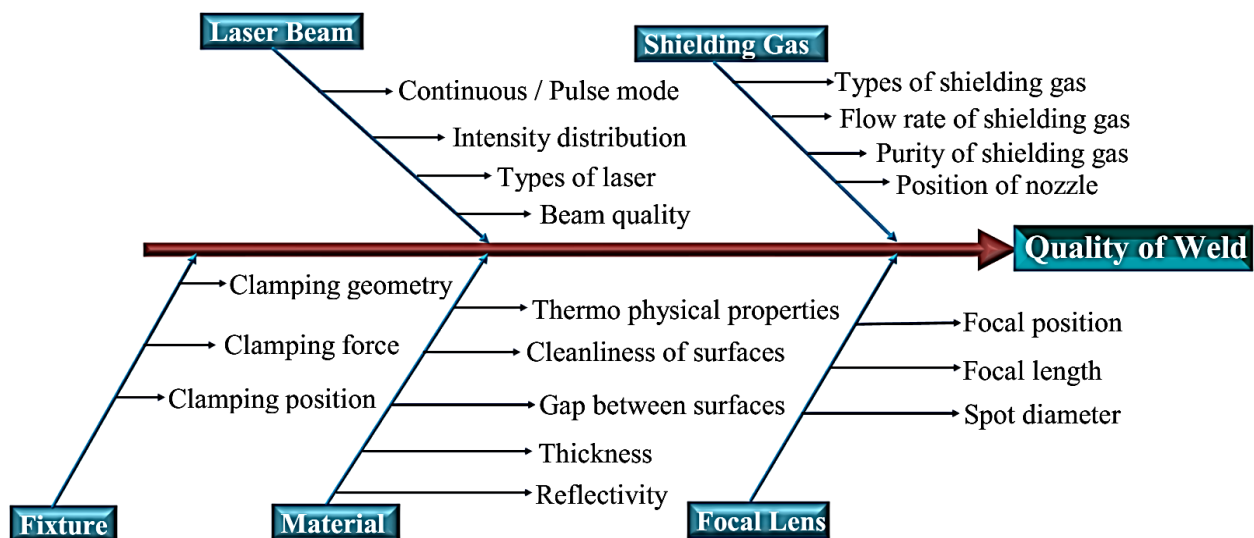 Laser Beam
Continuous / Pulse mode
Intensity distribution
Types of laser
Beam quality
Shielding Gas
Types of shielding gas
Flow rate of shielding gas
Purity of shielding gas
Position of nozzle
Quality of Weld
Clamping geometry
Clamping force
Clamping position
Fixture
Thermo physical properties
Cleanliness of surfaces
Gap between surfaces
Thickness
Reflectivity
Material
Focal position
Focal length
Spot diameter
Focal Lens